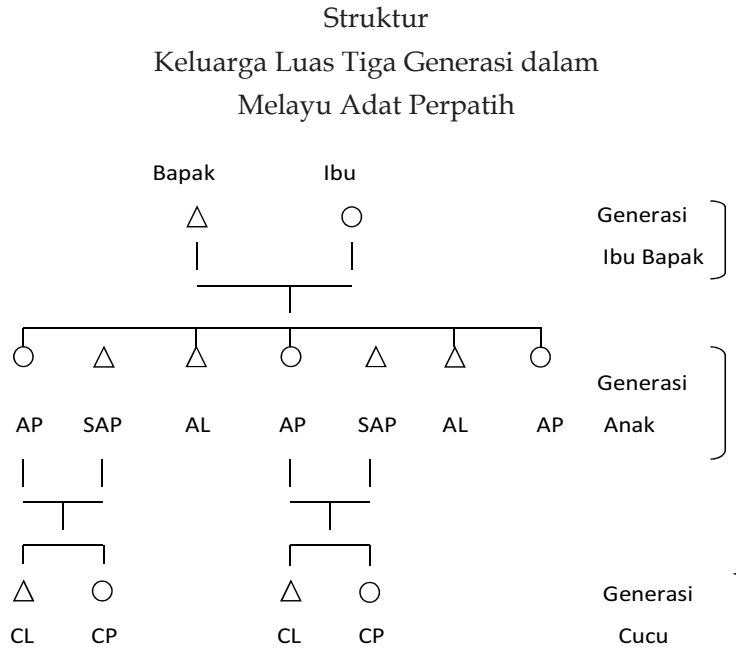 Struktur
Keluarga Luas Tiga Generasi dalam
Melayu Adat Perpatih
Bapak Ibu
Generasi
Ibu Bapak
Generasi
AP SAP AL AP SAP AL AP Anak
Generasi
CL CP CL CP Cucu